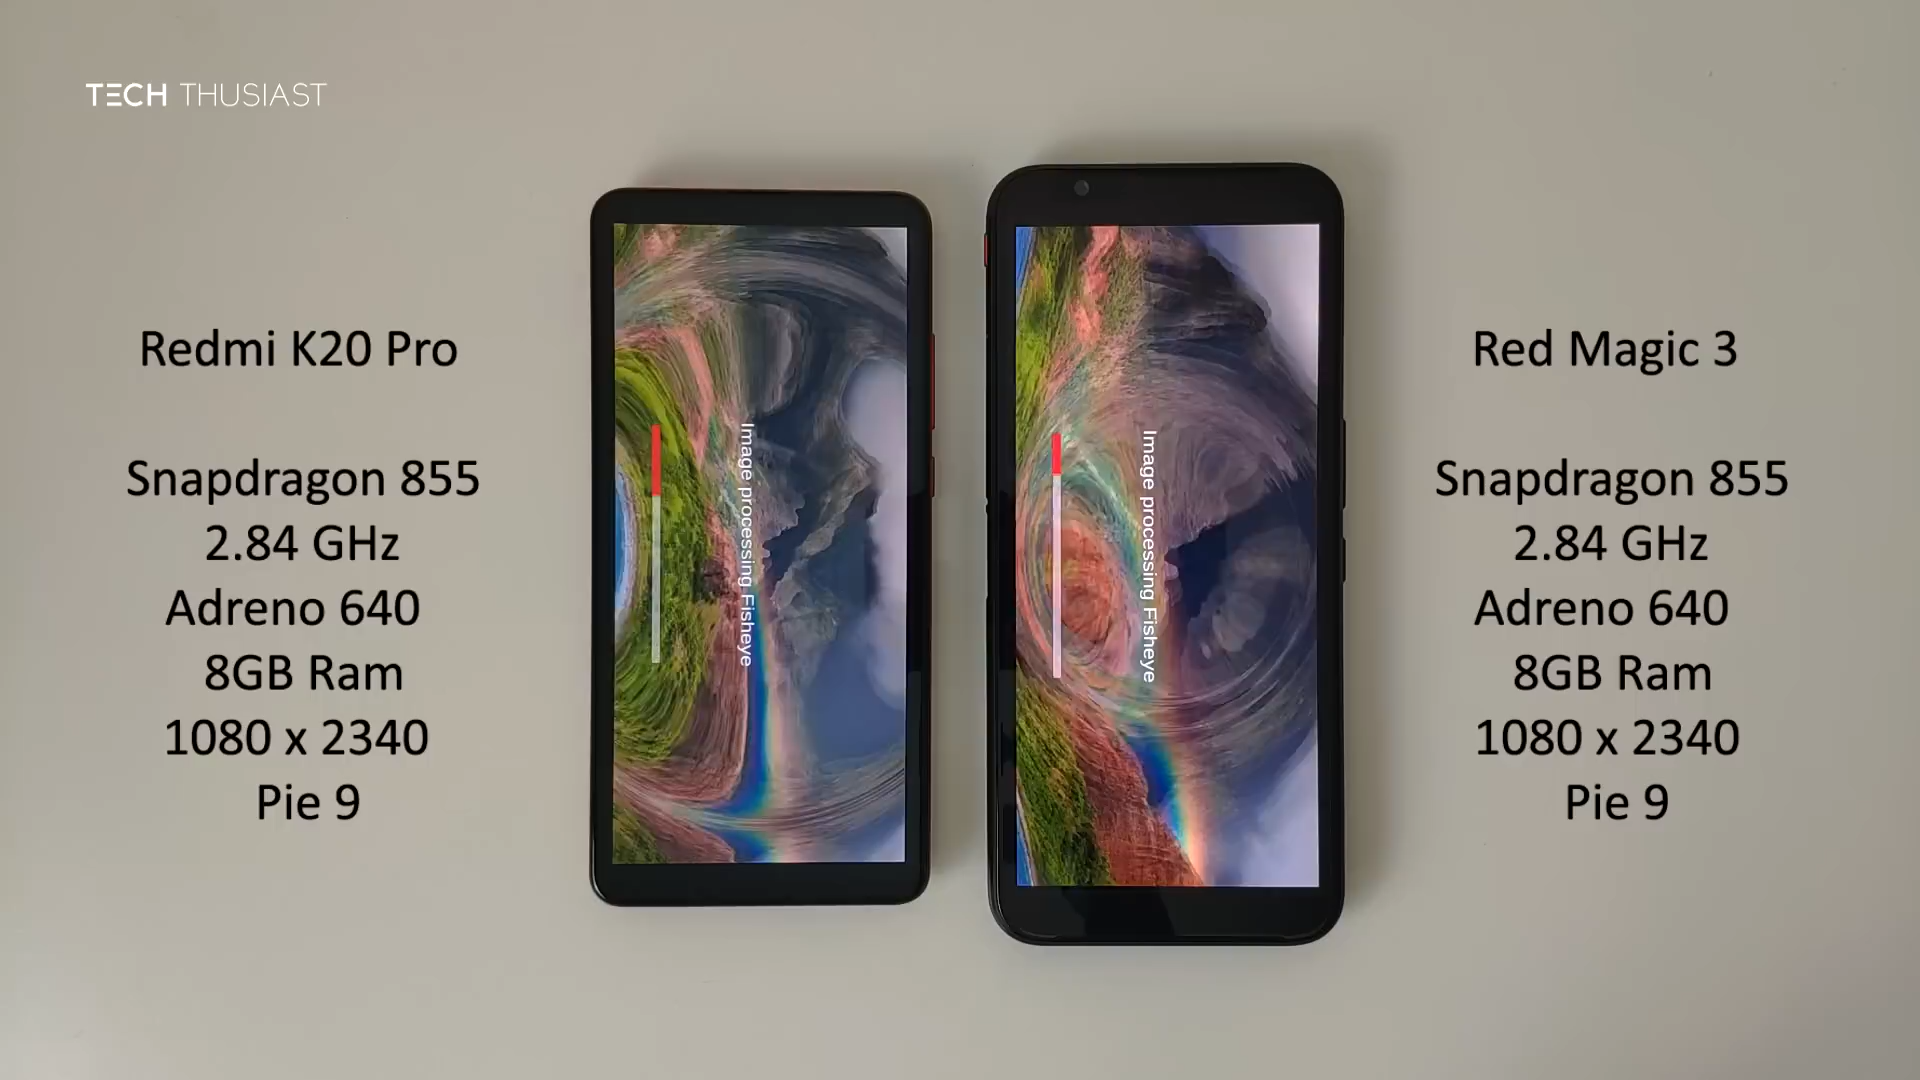 TECH THUSIAST
Redmi K20 Pro
Snapdragon 855
2.84 GHz
Adreno 640
8GB Ram
1080 x 2340
Pie 9
Image processing Fisheye
Image processing Fisheye
Red Magic 3
Snapdragon 855
2.84 GHz
Adreno 640
8GB Ram
1080 x 2340
Pie 9